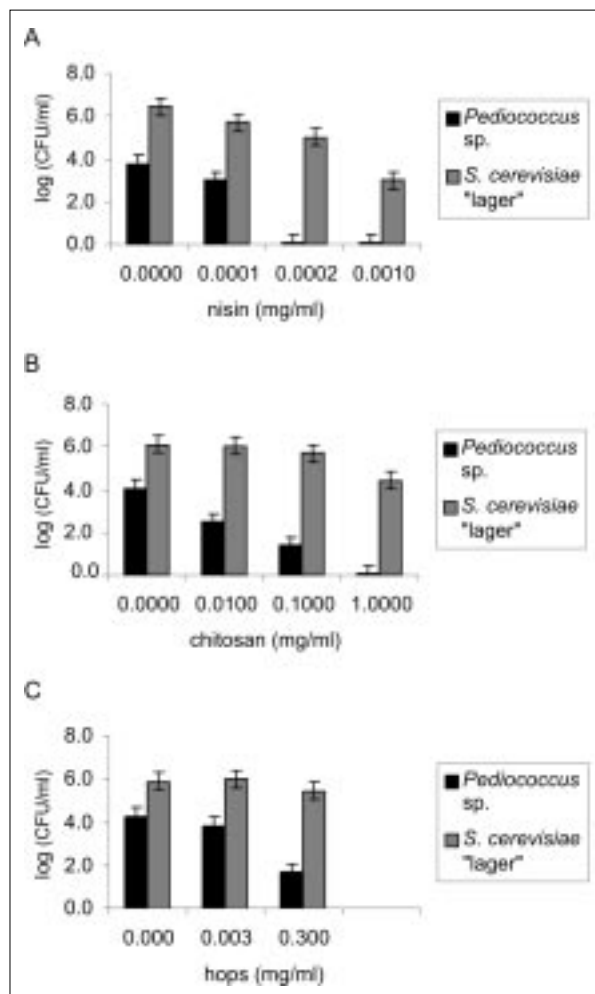 A
log (CFU/ml)
8.0
6.0
4.0
2.0
0.0
0.0000 0.0001 0.0002 0.0010
nisin (mg/ml)
Pediococcus
sp.
S. cerevisiae
"lager"
B
log (CFU/ml)
8.0
6.0
4.0
2.0
0.0
0.0000 0.0100 0.1000 1.0000
chitosan (mg/ml)
Pediococcus
sp.
S. cerevisiae
"lager"
C
log (CFU/ml)
8.0
6.0
4.0
2.0
0.0
0.000 0.003 0.300
hops (mg/ml)
Pediococcus
sp.
S. cerevisiae
"lager"